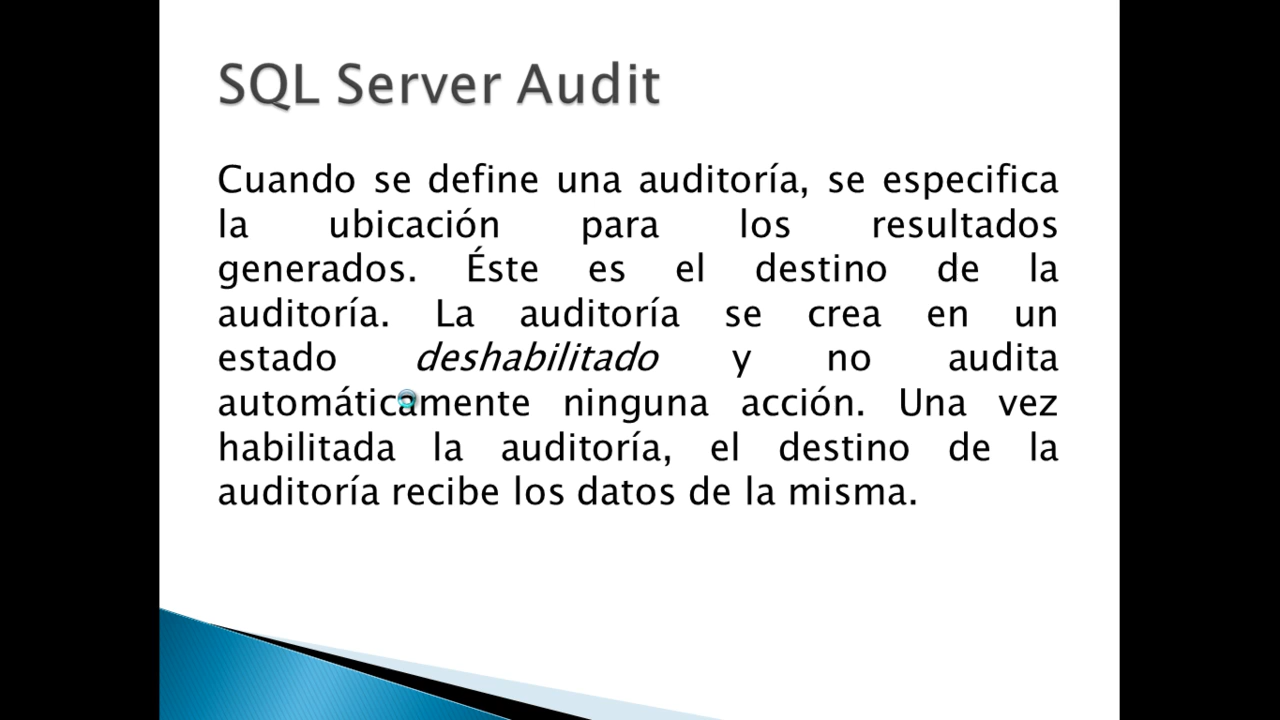 SQL Server Audit
Cuando se define una auditoría, se especifica
la ubicación para los resultados
generados. Éste es el destino de la
auditoría. La auditoría se crea en un
estado deshabilitado y no audita
automáticamente ninguna acción. Una vez
habilitada la auditoría, el destino de la
auditoría recibe los datos de la misma.